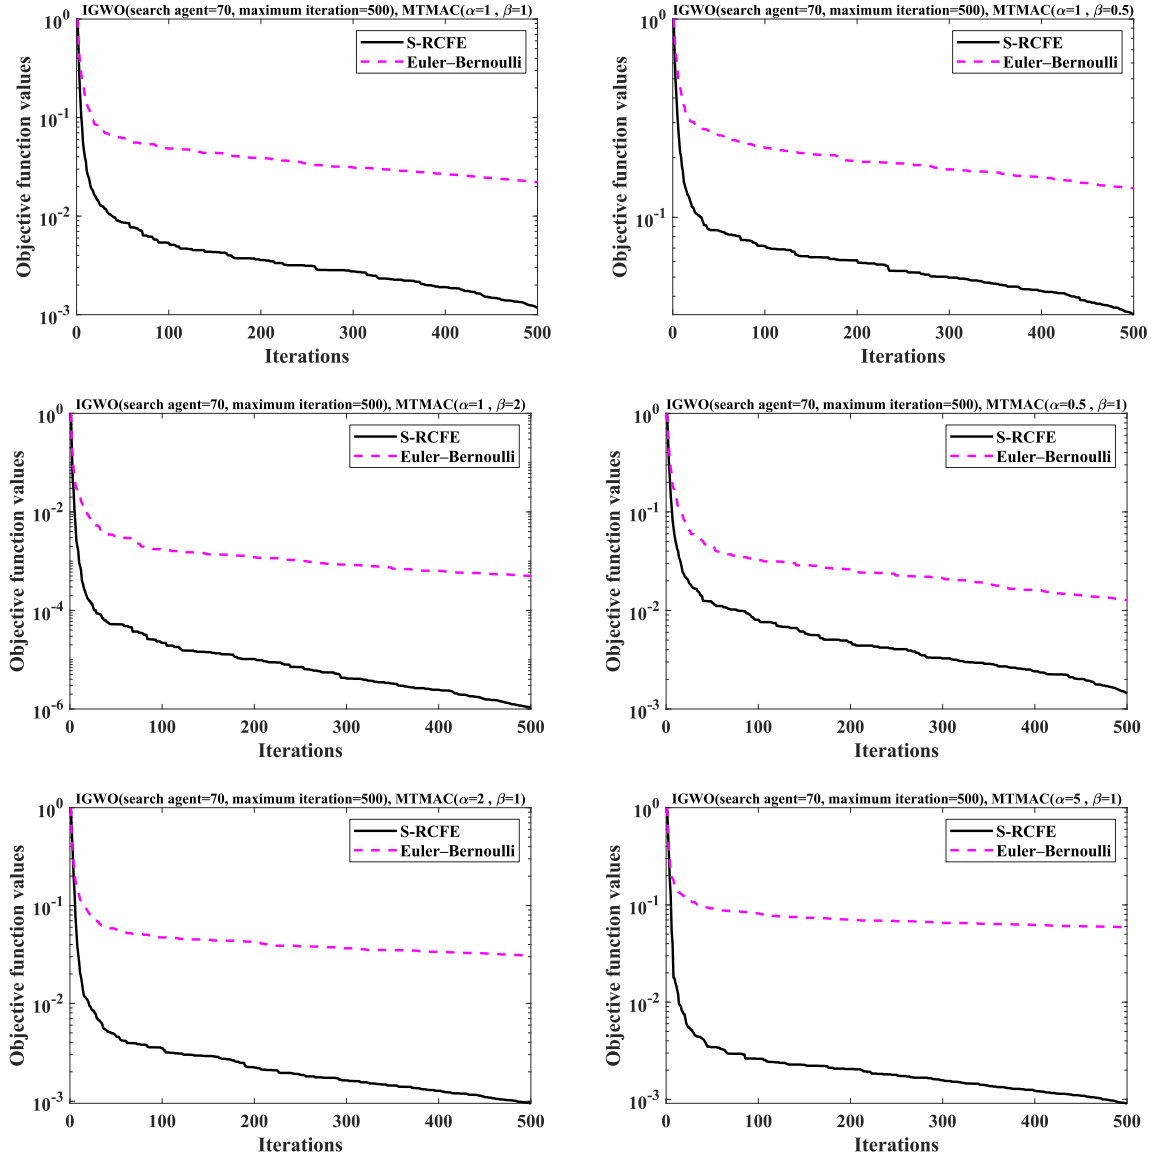 IGWO(search agent=70, maximum iteration=500), MTMAC(α=1 , β=1)
10^0
10^-1
10^-2
10^-3
Objective function values
S-RCFE
Euler–Bernoulli
0 100 200 300 400 500
Iterations
IGWO(search agent=70, maximum iteration=500), MTMAC(α=1 , β=0.5)
10^0
10^-1
Objective function values
S-RCFE
Euler–Bernoulli
0 100 200 300 400 500
Iterations
IGWO(search agent=70, maximum iteration=500), MTMAC(α=1 , β=2)
10^0
10^-2
10^-4
10^-6
Objective function values
S-RCFE
Euler–Bernoulli
0 100 200 300 400 500
Iterations
IGWO(search agent=70, maximum iteration=500), MTMAC(α=0.5 , β=1)
10^0
10^-1
10^-2
10^-3
Objective function values
S-RCFE
Euler–Bernoulli
0 100 200 300 400 500
Iterations
IGWO(search agent=70, maximum iteration=500), MTMAC(α=2 , β=1)
10^0
10^-1
10^-2
10^-3
Objective function values
S-RCFE
Euler–Bernoulli
0 100 200 300 400 500
Iterations
IGWO(search agent=70, maximum iteration=500), MTMAC(α=5 , β=1)
10^0
10^-1
10^-2
10^-3
Objective function values
S-RCFE
Euler–Bernoulli
0 100 200 300 400 500
Iterations